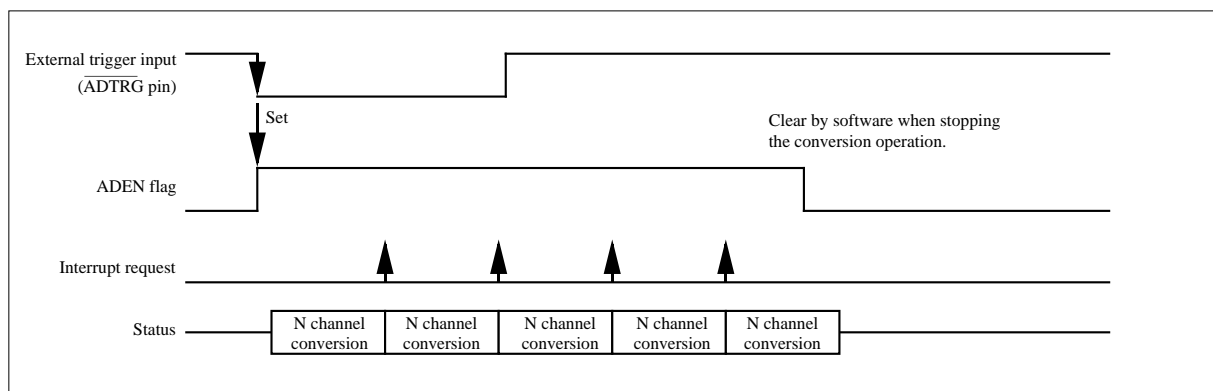 External trigger input
(ADTRG pin)
Set
Clear by software when stopping
the conversion operation.
ADEN flag
Interrupt request
Status
N channel
conversion
N channel
conversion
N channel
conversion
N channel
conversion
N channel
conversion